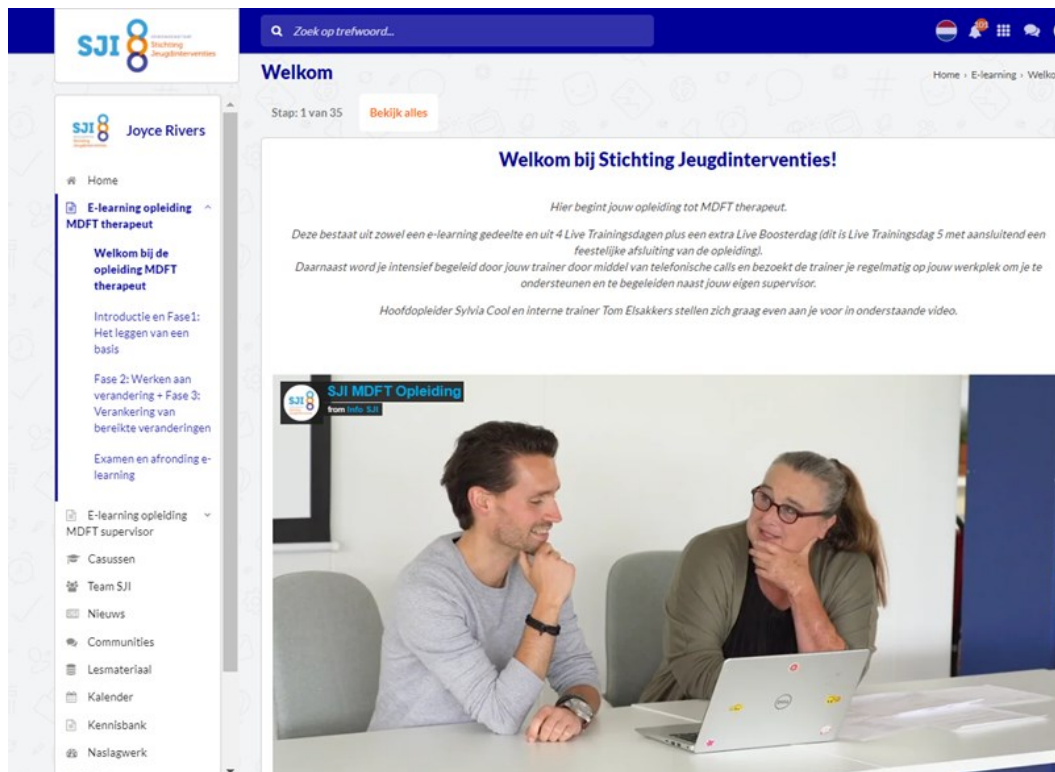 SJI
Stichting
Jeugdinterventies
Zoek op trefwoord...
101
Welkom
Home › E-learning ›
Stap: 1 van 35
Bekijk alles
SJI
Joyce Rivers
Home
E-learning opleiding
MDFT therapeut
Welkom bij de
opleiding MDFT
therapeut
Introductie en Fase1:
Het leggen van een
basis
Fase 2: Werken aan
verandering + Fase 3:
Verankering van
bereikte veranderingen
Examen en afronding e-
learning
E-learning opleiding
MDFT supervisor
Casussen
Team SJI
Nieuws
Communities
Lesmateriaal
Kalender
Kennisbank
Naslagwerk
Welkom bij Stichting Jeugdinterventies!
Hier begint jouw opleiding tot MDFT therapeut.
Deze bestaat uit zowel een e-learning gedeelte en uit 4 Live Trainingsdagen plus een extra Live Boosterdag (dit is Live Trainingsdag 5 met aansluitend een
feestelijke afsluiting van de opleiding).
Daarnaast word je intensief begeleid door jouw trainer door middel van telefonische calls en bezoekt de trainer je regelmatig op jouw werkplek om je te
ondersteunen en te begeleiden naast jouw eigen supervisor.
Hoofdopleider Sylvia Cool en interne trainer Tom Elsakkers stellen zich graag even aan je voor in onderstaande video.
SJI
SJI MDFT Opleiding
from Info SJI
DELL